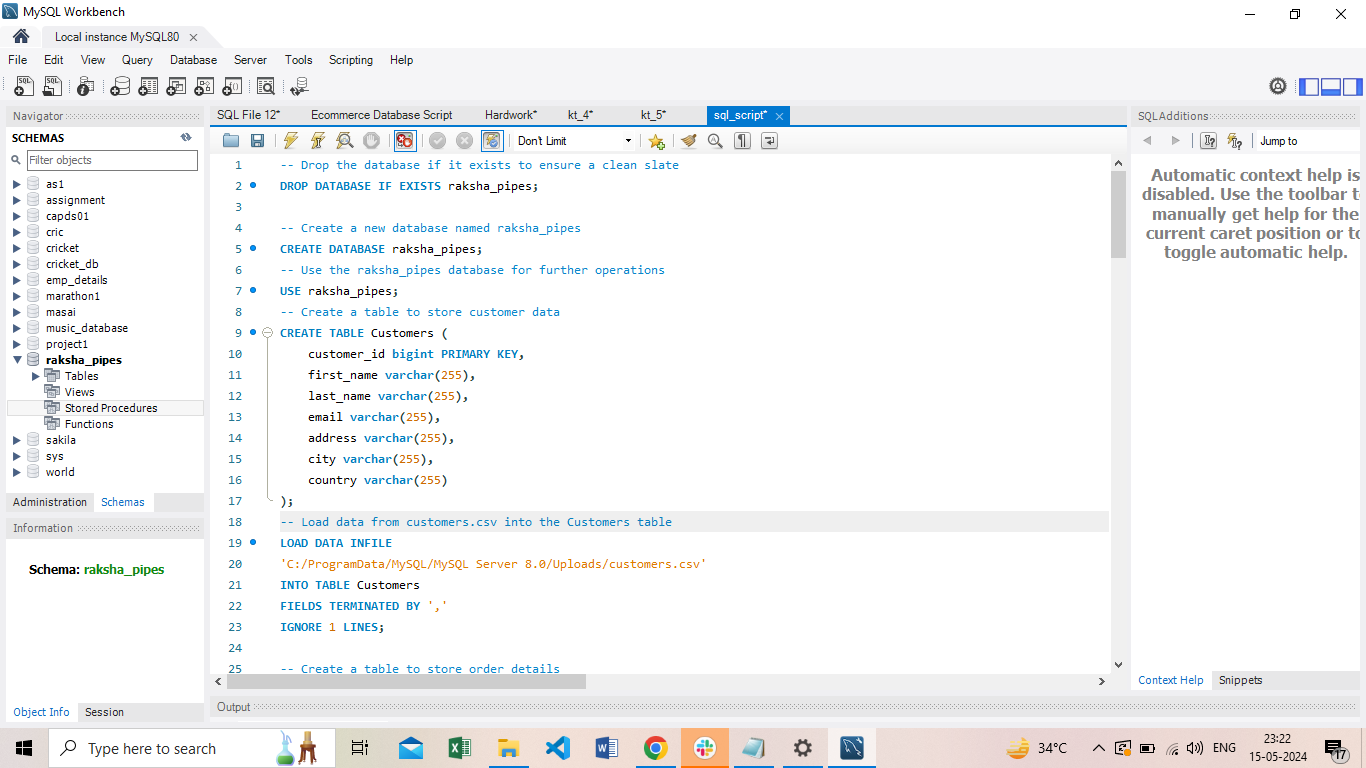 MySQL Workbench
Local instance MySQL80
File Edit View Query Database Server Tools Scripting Help
Navigator
SCHEMAS
Filter objects
as1
assignment
capds01
cric
cricket
cricket_db
emp_details
marathon1
masai
music_database
project1
raksha_pipes
Tables
Views
Stored Procedures
Functions
sakila
sys
world
Administration Schemas
Information
Schema: raksha_pipes
Object Info Session
SQL File 12* Ecommerce Database Script Hardwork* kt_4* kt_5* sql_script*
Don't Limit
1 -- Drop the database if it exists to ensure a clean slate
2 DROP DATABASE IF EXISTS raksha_pipes;
3
4 -- Create a new database named raksha_pipes
5 CREATE DATABASE raksha_pipes;
6 -- Use the raksha_pipes database for further operations
7 USE raksha_pipes;
8 -- Create a table to store customer data
9 CREATE TABLE Customers (
10 customer_id bigint PRIMARY KEY,
11 first_name varchar(255),
12 last_name varchar(255),
13 email varchar(255),
14 address varchar(255),
15 city varchar(255),
16 country varchar(255)
17 );
18 -- Load data from customers.csv into the Customers table
19 LOAD DATA INFILE
20 'C:/ProgramData/MySQL/MySQL Server 8.0/Uploads/customers.csv'
21 INTO TABLE Customers
22 FIELDS TERMINATED BY ','
23 IGNORE 1 LINES;
24
25 -- Create a table to store order details
Output
SQLAdditions
Jump to
Automatic context help is
disabled. Use the toolbar to
manually get help for the
current caret position or to
toggle automatic help.
Context Help Snippets
Type here to search
34°C
ENG
23:22
15-05-2024
17